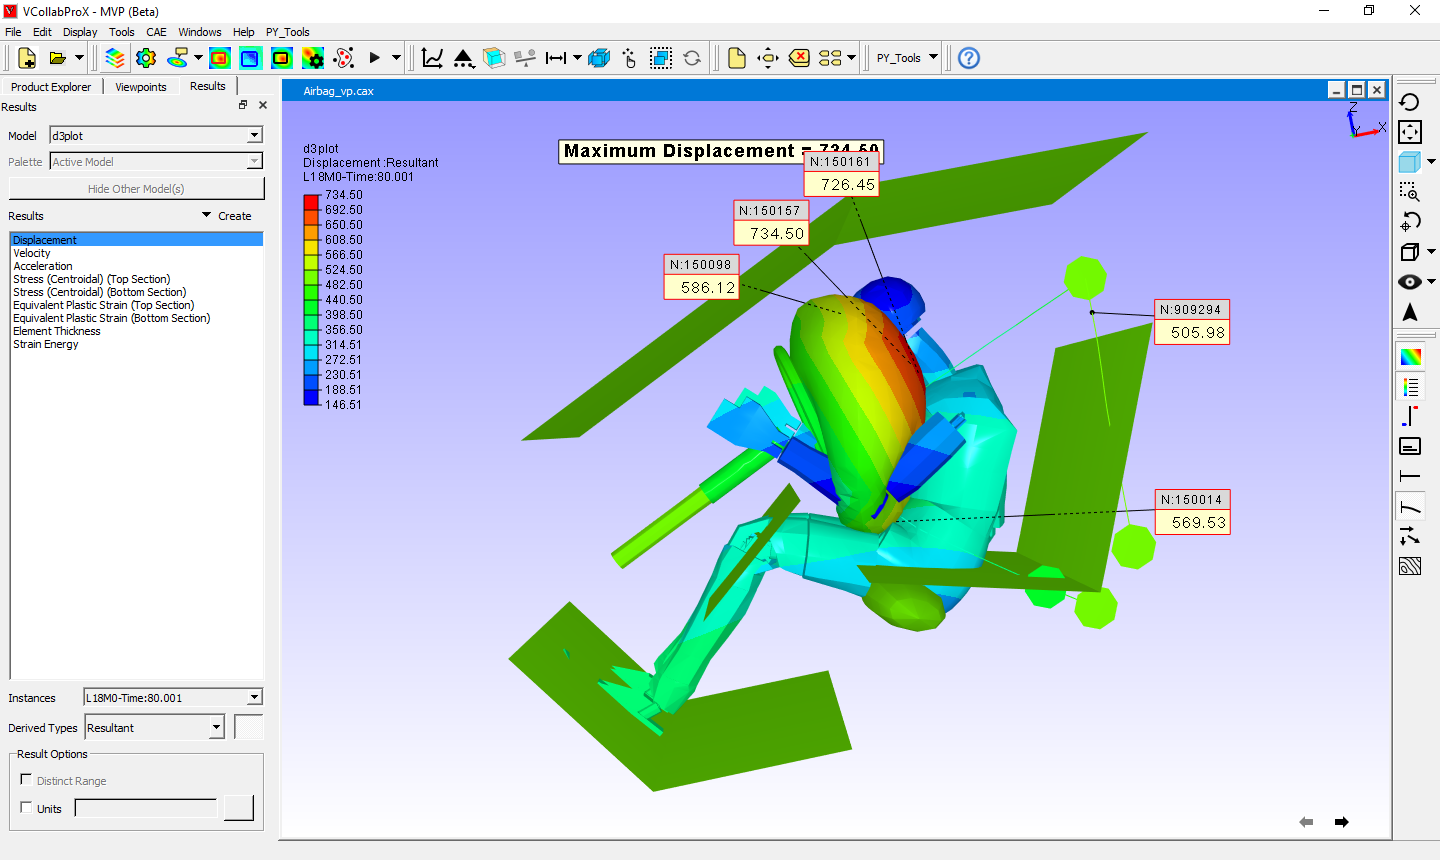 VCollabProX - MVP (Beta)
File Edit Display Tools CAE Windows Help PY_Tools
PY_Tools
Product Explorer Viewpoints Results
Results
Model d3plot
Palette Active Model
Hide Other Model(s)
Results Create
Displacement
Velocity
Acceleration
Stress (Centroidal) (Top Section)
Stress (Centroidal) (Bottom Section)
Equivalent Plastic Strain (Top Section)
Equivalent Plastic Strain (Bottom Section)
Element Thickness
Strain Energy
Instances L18M0-Time:80.001
Derived Types Resultant
Result Options
Distinct Range
Units
Airbag_vp.cax
d3plot
Displacement :Resultant
L18M0-Time:80.001
734.50
692.50
650.50
608.50
566.50
524.50
482.50
440.50
398.50
356.50
314.51
272.51
230.51
188.51
146.51
Maximum Displacement = 734.50
N:150161
726.45
N:150157
734.50
N:150098
586.12
N:909294
505.98
N:150014
569.53
Z
Y
X